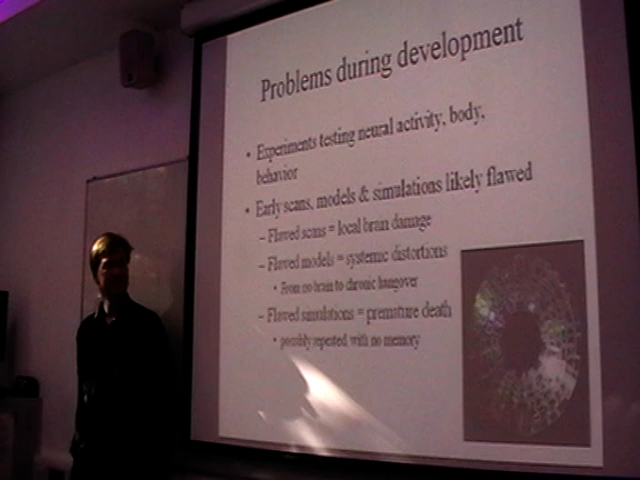 Problems during development
• Experiments testing neural activity, body,
behavior
• Early scans, models & simulations likely flawed
– Flawed scans = local brain damage
– Flawed models = systemic distortions
• From no brain to chronic hangover
– Flawed simulations = premature death
• possibly repeated with no memory